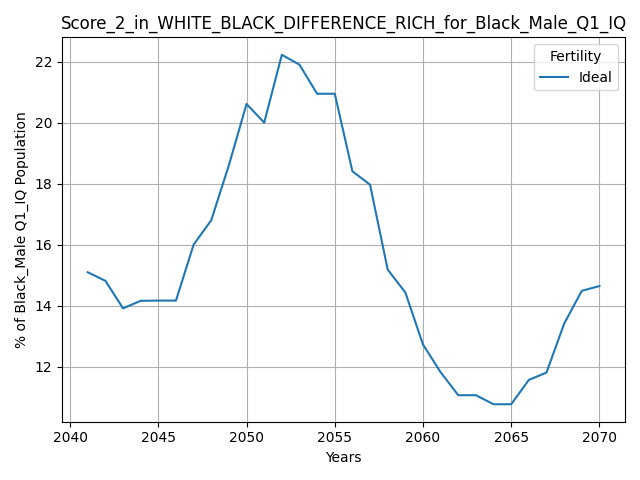 Score_2_in_WHITE_BLACK_DIFFERENCE_RICH_for_Black_Male_Q1_IQ
Fertility
Ideal
% of Black_Male Q1_IQ Population
22
20
18
16
14
12
2040
2045
2050
2055
2060
2065
2070
Years